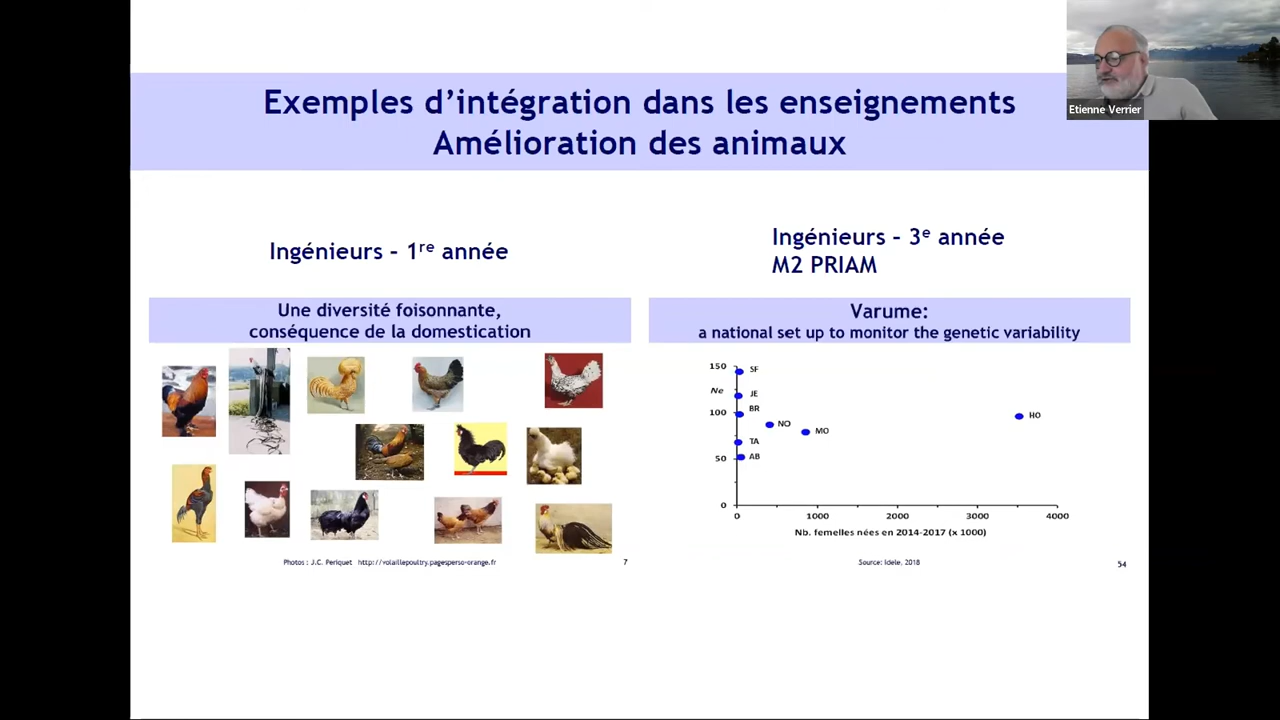 Etienne Verrier
Exemples d'intégration dans les enseignements
Amélioration des animaux
Ingénieurs – 1re année
Une diversité foisonnante,
conséquence de la domestication
Photos : J.C. Periquet http://volaillepoultry.pagesperso-orange.fr
7
Ingénieurs – 3e année
M2 PRIAM
Varume:
a national set up to monitor the genetic variability
150
SF
Ne
JE
BR
100
HO
NO
MO
TA
AB
50
0
0 1000 2000 3000 4000
Nb. femelles nées en 2014-2017 (x 1000)
Source: Idele, 2018
54